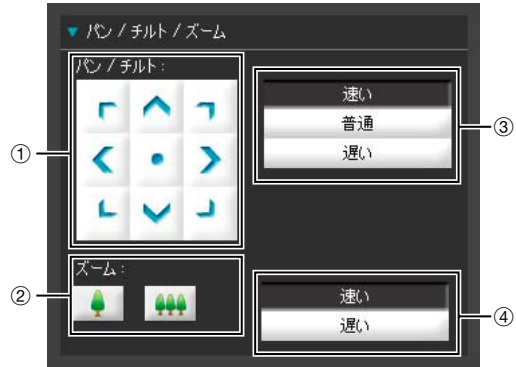 ▼ パン / チルト / ズーム
パン / チルト :
①
速い
普通
遅い
③
ズーム :
②
速い
遅い
④